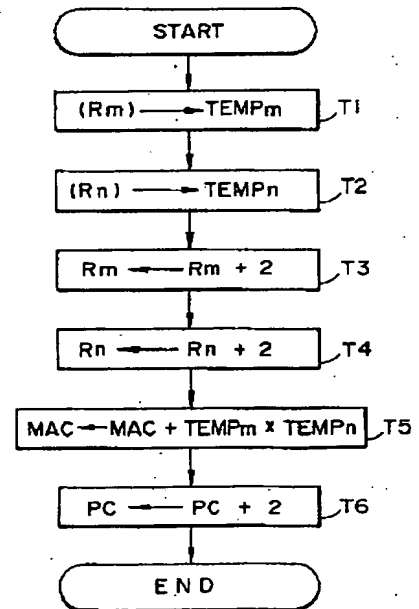 START
(Rm) → TEMPm T1
(Rn) → TEMPn T2
Rm ← Rm + 2 T3
Rn ← Rn + 2 T4
MAC ← MAC + TEMPm x TEMPn T5
PC ← PC + 2 T6
END